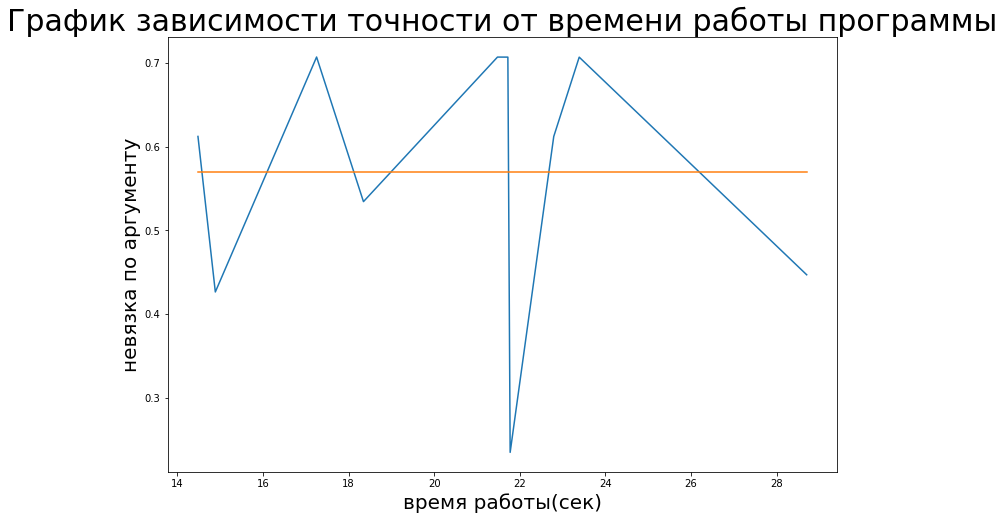 График зависимости точности от времени работы программы
0.7
0.6
0.5
0.4
0.3
невязка по аргументу
14 16 18 20 22 24 26 28
время работы(сек)